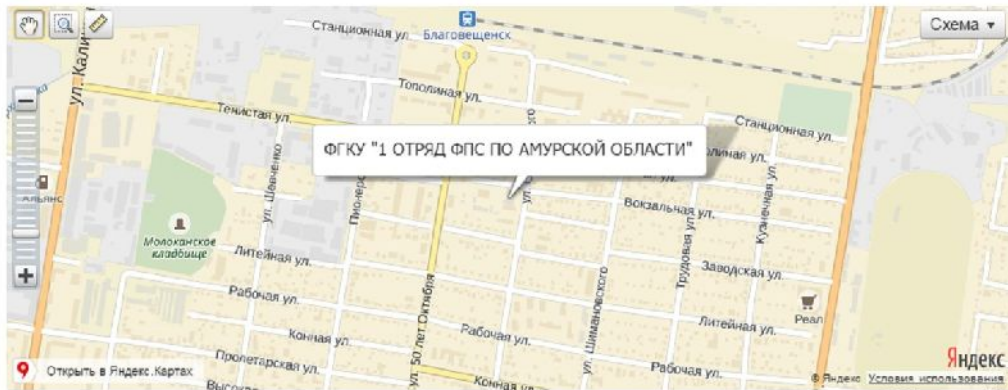 Станционная ул.
Благовещенск
Схема
ул. Кали
Тополиная ул.
Тенистая ул.
Станционная ул.
ФГКУ "1 ОТРЯД ФПС ПО АМУРСКОЙ ОБЛАСТИ"
ул. Шевченко
Пионерс
Вокзальная ул.
Кузнечная ул.
Альянс
Молоканское
кладбище
Литейная ул.
Трудовая ул.
Заводская ул.
Рабочая ул.
ул. 50 лет Октября
ул. Шимановского
Реал
Литейная ул.
Конная ул.
Рабочая ул.
Пролетарская ул.
Рабочая ул.
Конная ул.
Открыть в Яндекс.Картах
Яндекс
© Яндекс Условия использования